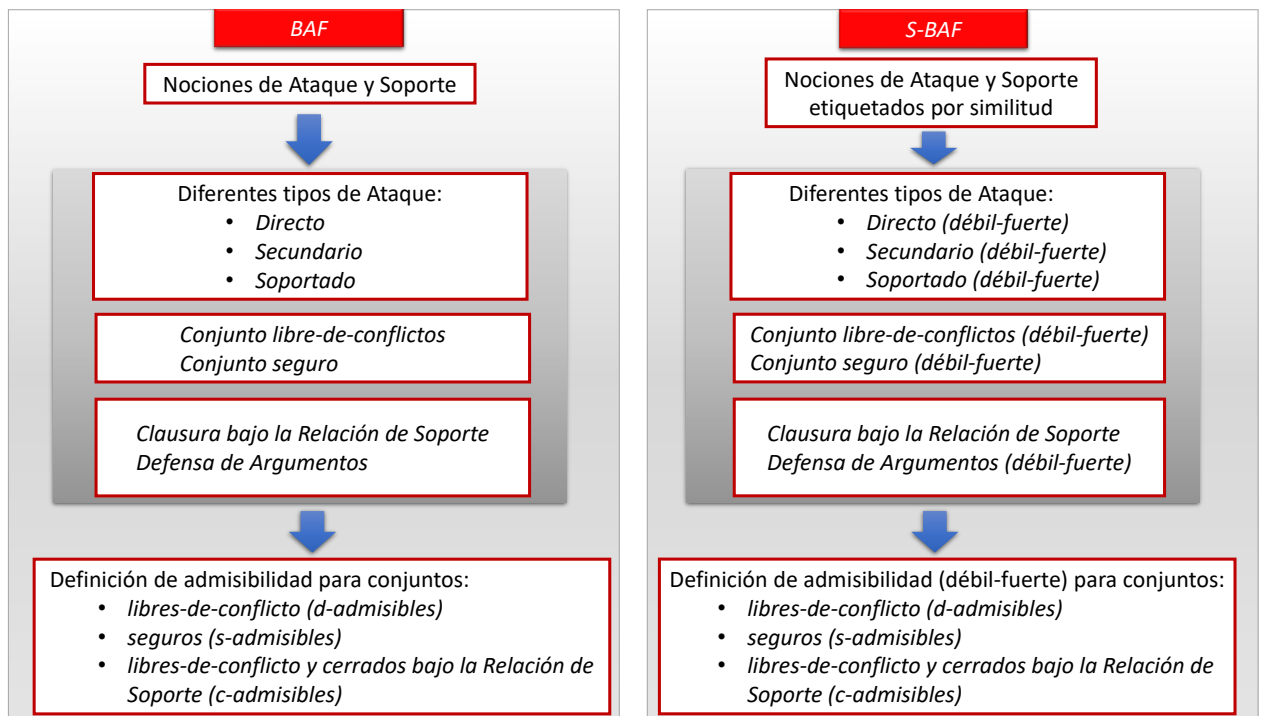 BAF
Nociones de Ataque y Soporte
Diferentes tipos de Ataque:
• Directo
• Secundario
• Soportado
Conjunto libre-de-conflictos
Conjunto seguro
Clausura bajo la Relación de Soporte
Defensa de Argumentos
Definición de admisibilidad para conjuntos:
• libres-de-conflicto (d-admisibles)
• seguros (s-admisibles)
• libres-de-conflicto y cerrados bajo la Relación de
Soporte (c-admisibles)
S-BAF
Nociones de Ataque y Soporte
etiquetados por similitud
Diferentes tipos de Ataque:
• Directo (débil-fuerte)
• Secundario (débil-fuerte)
• Soportado (débil-fuerte)
Conjunto libre-de-conflictos (débil-fuerte)
Conjunto seguro (débil-fuerte)
Clausura bajo la Relación de Soporte
Defensa de Argumentos (débil-fuerte)
Definición de admisibilidad (débil-fuerte) para conjuntos:
• libres-de-conflicto (d-admisibles)
• seguros (s-admisibles)
• libres-de-conflicto y cerrados bajo la Relación de
Soporte (c-admisibles)